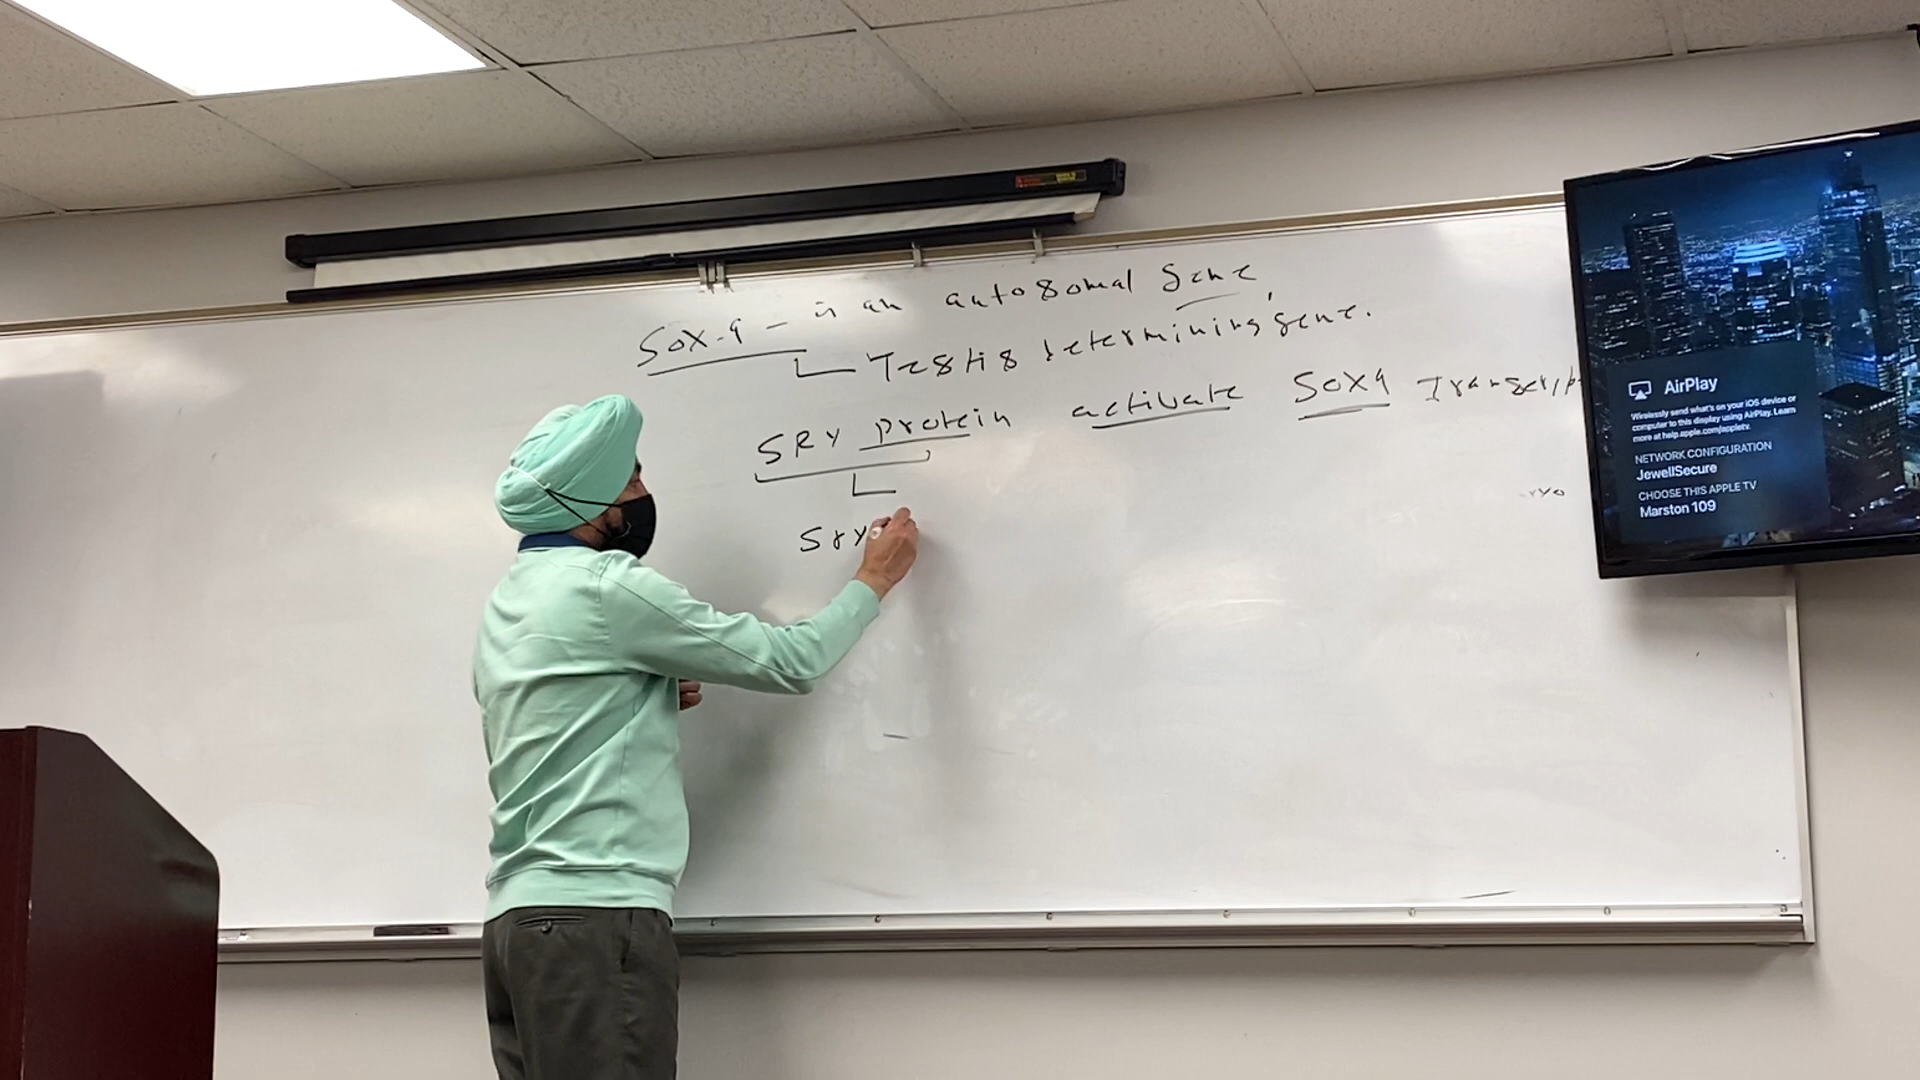 SOX-9 - is an autosomal gene,
Testis determining gene.
SRY protein activate SOX9 Transcrip
Sry
AirPlay
Wirelessly send what's on your iOS device or
computer to this display using AirPlay. Learn
more at help.apple.com/appletv.
NETWORK CONFIGURATION
JewellSecure
CHOOSE THIS APPLE TV
Marston 109